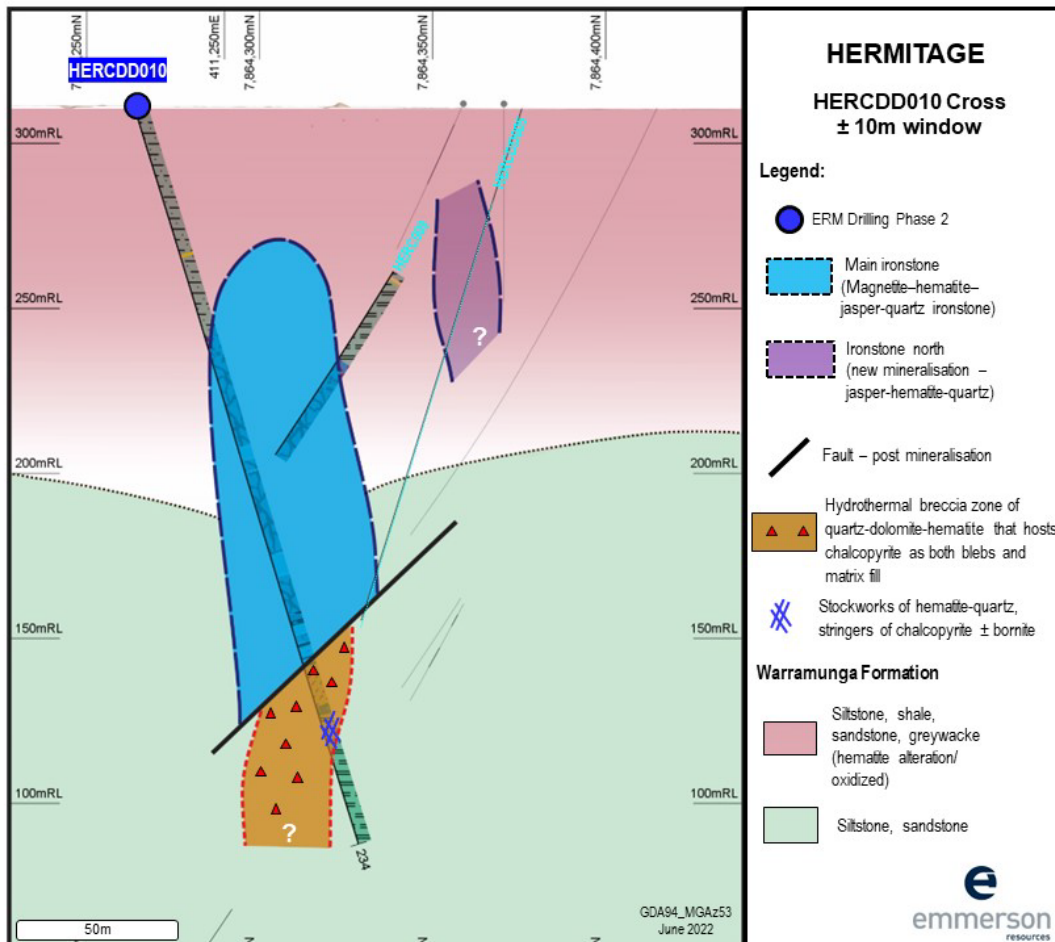 250mN
411,250mE
7,864,300mN
7,864,350mN
7,864,400mN
HERCDD010
300mRL
300mRL
HERC009
250mRL
250mRL
?
200mRL
200mRL
150mRL
150mRL
100mRL
100mRL
?
234
50m
GDA94_MGAz53
June 2022
HERMITAGE
HERCDD010 Cross
± 10m window
Legend:
ERM Drilling Phase 2
Main ironstone
(Magnetite–hematite–
jasper-quartz ironstone)
Ironstone north
(new mineralisation –
jasper-hematite-quartz)
Fault – post mineralisation
Hydrothermal breccia zone of
quartz-dolomite-hematite that hosts
chalcopyrite as both blebs and
matrix fill
Stockworks of hematite-quartz,
stringers of chalcopyrite ± bornite
Warramunga Formation
Siltstone, shale,
sandstone, greywacke
(hematite alteration/
oxidized)
Siltstone, sandstone
emmerson
resources